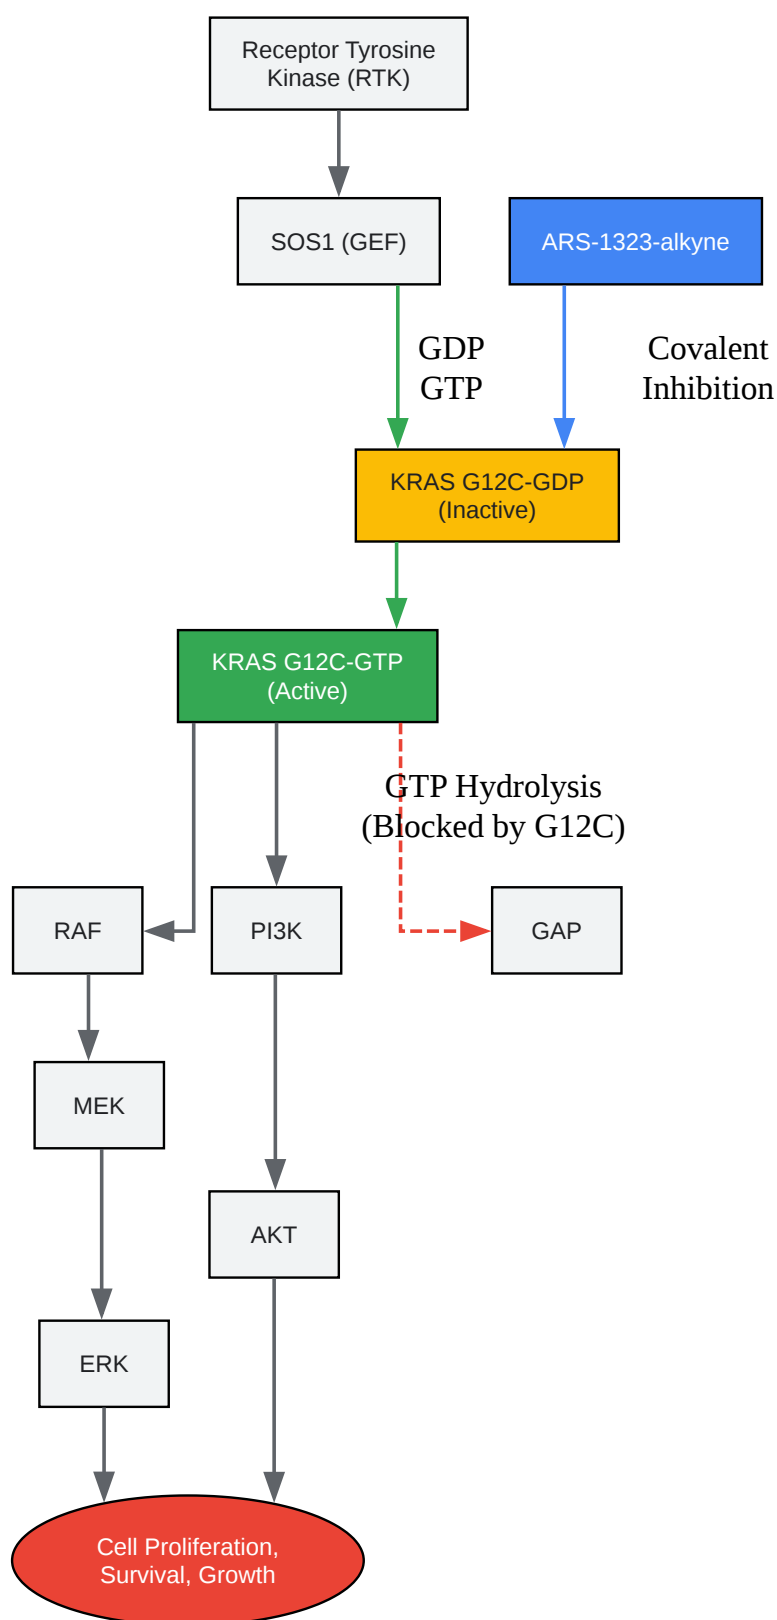 Receptor Tyrosine
Kinase (RTK)
SOS1 (GEF)
ARS-1323-alkyne
GDP
GTP
Covalent
Inhibition
KRAS G12C-GDP
(Inactive)
KRAS G12C-GTP
(Active)
GTP Hydrolysis
(Blocked by G12C)
RAF
PI3K
GAP
MEK
AKT
ERK
Cell Proliferation,
Survival, Growth